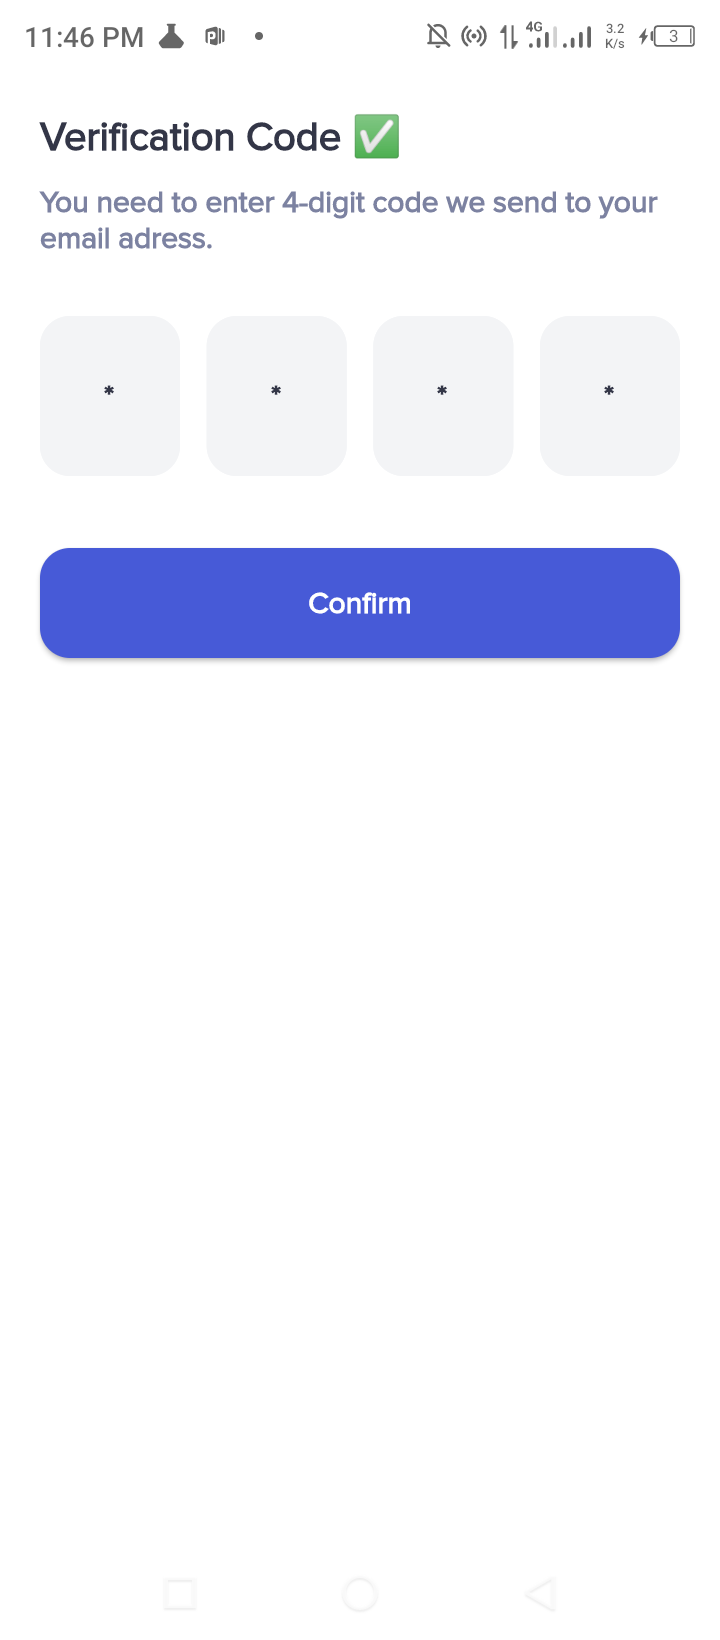 11:46 PM
4G
3.2
K/s
3
Verification Code ✅
You need to enter 4-digit code we send to your
email adress.
* * * *
Confirm